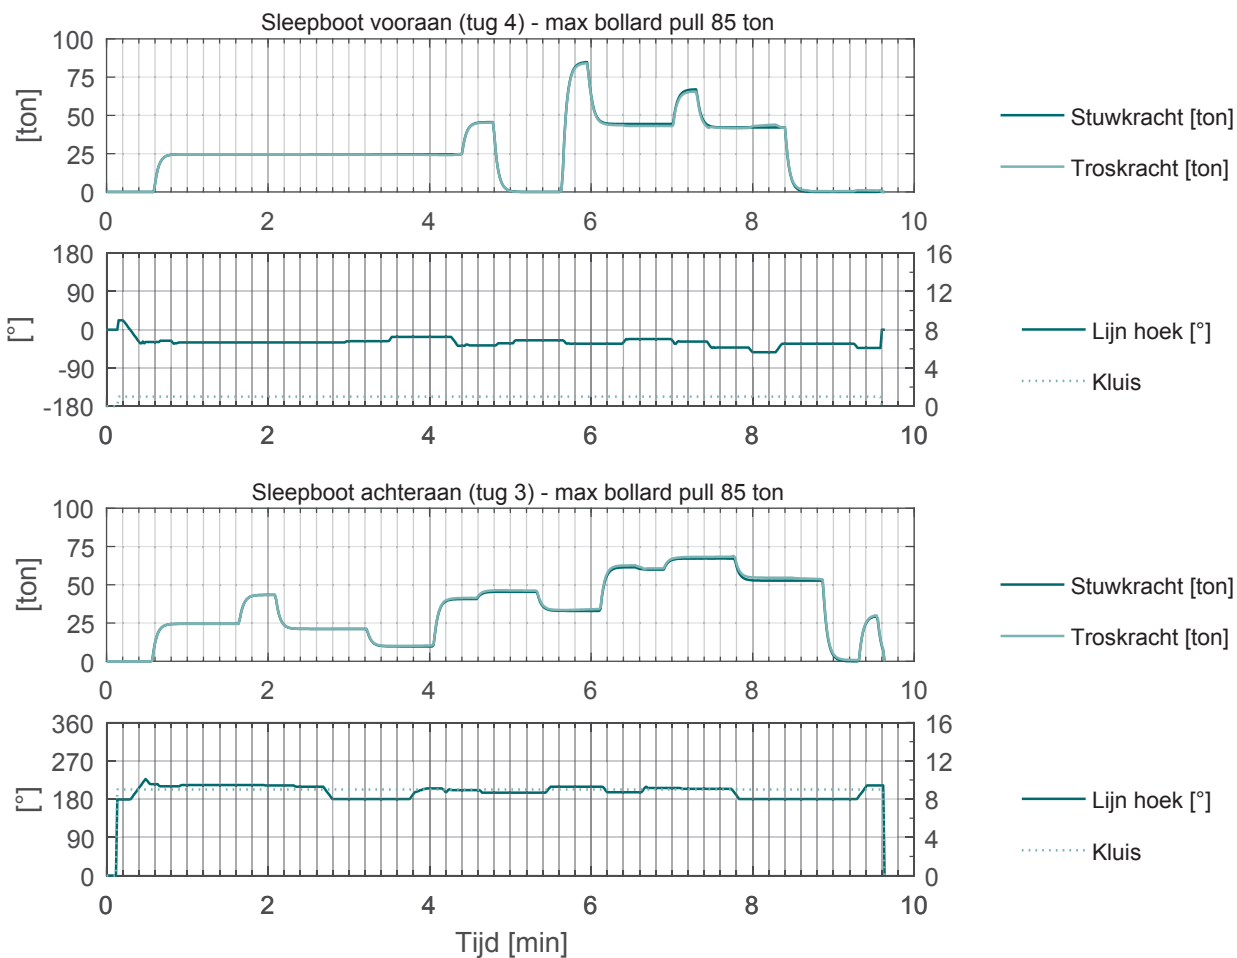 Sleepboot vooraan (tug 4) - max bollard pull 85 ton
100
75
50
25
0
[ton]
0 2 4 6 8 10
Stuwkracht [ton]
Troskracht [ton]
180
90
0
-90
-180
[°]
16
12
8
4
0
0 2 4 6 8 10
Lijn hoek [°]
Kluis
Sleepboot achteraan (tug 3) - max bollard pull 85 ton
100
75
50
25
0
[ton]
0 2 4 6 8 10
Stuwkracht [ton]
Troskracht [ton]
360
270
180
90
0
[°]
16
12
8
4
0
0 2 4 6 8 10
Tijd [min]
Lijn hoek [°]
Kluis